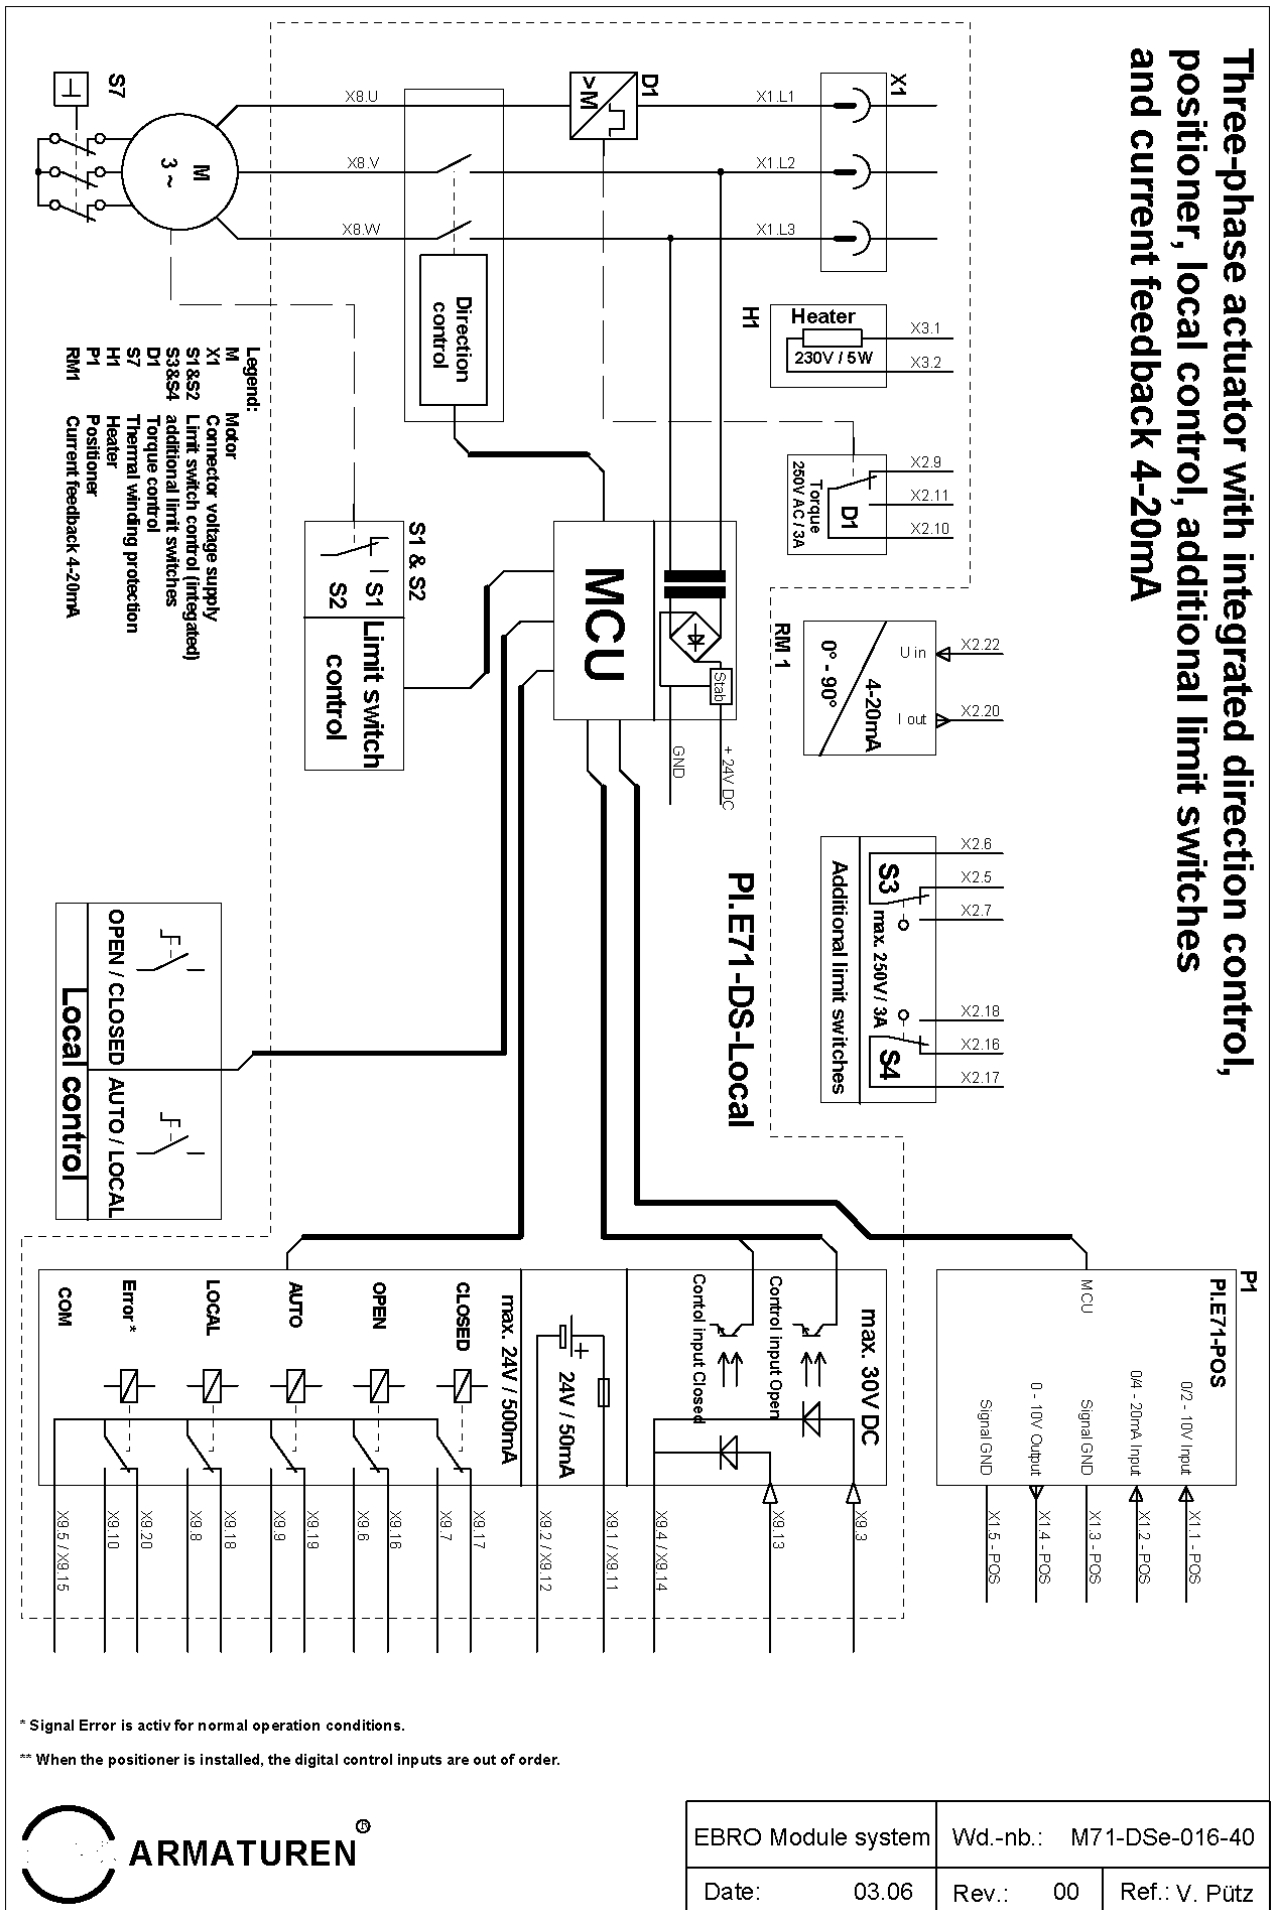 Three-phase actuator with integrated direction control,
positioner, local control, additional limit switches
and current feedback 4-20mA
X1
X1.L1
X1.L2
X1.L3
D1
>M
X8.U
X8.V
X8.W
S7
M
3 ~
Direction
control
H1
Heater
230V / 5W
X3.1
X3.2
X2.9
X2.11
X2.10
D1
Torque
250V AC / 3A
Legend:
M Motor
X1 Connector voltage supply
S1&S2 Limit switch control (integated)
S3&S4 additional limit switches
D1 Torque control
S7 Thermal winding protection
H1 Heater
P1 Positioner
RM1 Current feedback 4-20mA
S1 & S2
S1
S2
Limit switch
control
MCU
Stab
GND
+ 24V DC
RM 1
0° - 90°
4-20mA
U in
I out
X2.22
X2.20
X2.6
X2.5
X2.7
X2.18
X2.16
X2.17
S3
max. 250V / 3A
S4
Additional limit switches
PI.E71-DS-Local
OPEN / CLOSED
AUTO / LOCAL
Local control
P1
PI.E71-POS
MCU
0/2 - 10V Input
0/4 - 20mA Input
Signal GND
0 - 10V Output
Signal GND
X1.1 - POS
X1.2 - POS
X1.3 - POS
X1.4 - POS
X1.5 - POS
max. 30V DC
Control input Open
Contol input Closed
24V / 50mA
+
max. 24V / 500mA
CLOSED
OPEN
AUTO
LOCAL
Error *
COM
X9.3
X9.13
X9.4 / X9.14
X9.1 / X9.11
X9.2 / X9.12
X9.17
X9.7
X9.16
X9.6
X9.19
X9.9
X9.18
X9.8
X9.20
X9.10
X9.5 / X9.15
* Signal Error is activ for normal operation conditions.
** When the positioner is installed, the digital control inputs are out of order.
ARMATUREN ®
EBRO Module system
Wd.-nb.: M71-DSe-016-40
Date: 03.06
Rev.: 00
Ref.: V. Pütz